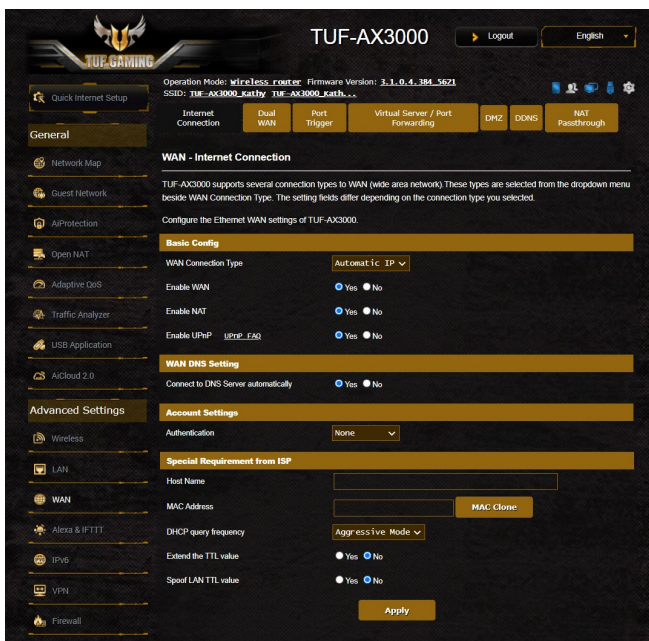 TUF GAMING
TUF-AX3000
Logout
English
Quick Internet Setup
General
Network Map
Guest Network
AiProtection
Open NAT
Adaptive QoS
Traffic Analyzer
USB Application
AiCloud 2.0
Advanced Settings
Wireless
LAN
WAN
Alexa & IFTTT
IPv6
VPN
Firewall
Operation Mode: Wireless router Firmware Version: 3.1.0.4.384_5621
SSID: TUF-AX3000_Kathy TUF-AX3000_Kath...
Internet Connection
Dual WAN
Port Trigger
Virtual Server / Port Forwarding
DMZ
DDNS
NAT Passthrough
WAN - Internet Connection
TUF-AX3000 supports several connection types to WAN (wide area network).These types are selected from the dropdown menu
beside WAN Connection Type. The setting fields differ depending on the connection type you selected.
Configure the Ethernet WAN settings of TUF-AX3000.
Basic Config
WAN Connection Type Automatic IP
Enable WAN Yes No
Enable NAT Yes No
Enable UPnP UPnP FAQ Yes No
WAN DNS Setting
Connect to DNS Server automatically Yes No
Account Settings
Authentication None
Special Requirement from ISP
Host Name
MAC Address MAC Clone
DHCP query frequency Aggressive Mode
Extend the TTL value Yes No
Spoof LAN TTL value Yes No
Apply